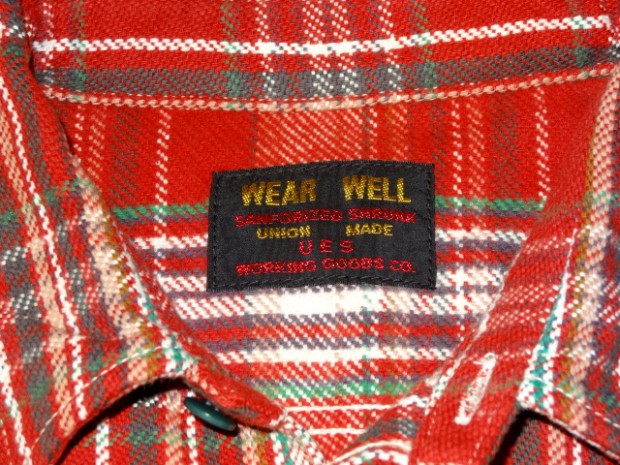 WEAR WELL
SANFORIZED SHRUNK
UNION MADE
UES
WORKING GOODS CO.